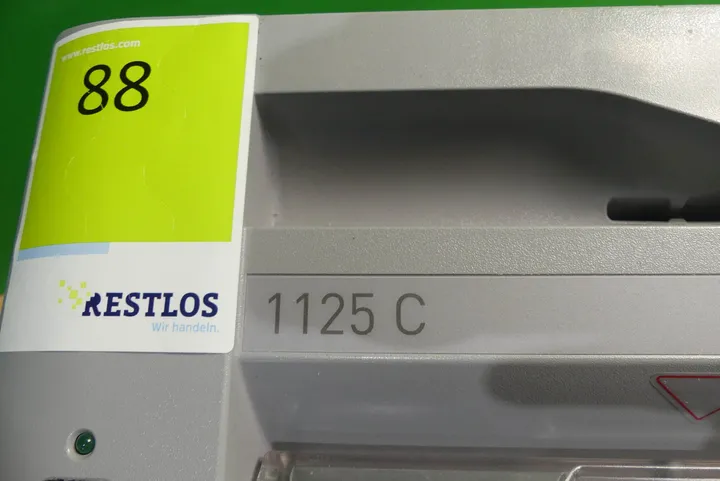 www.restlos.com
88
RESTLOS
Wir handeln.
1125 C